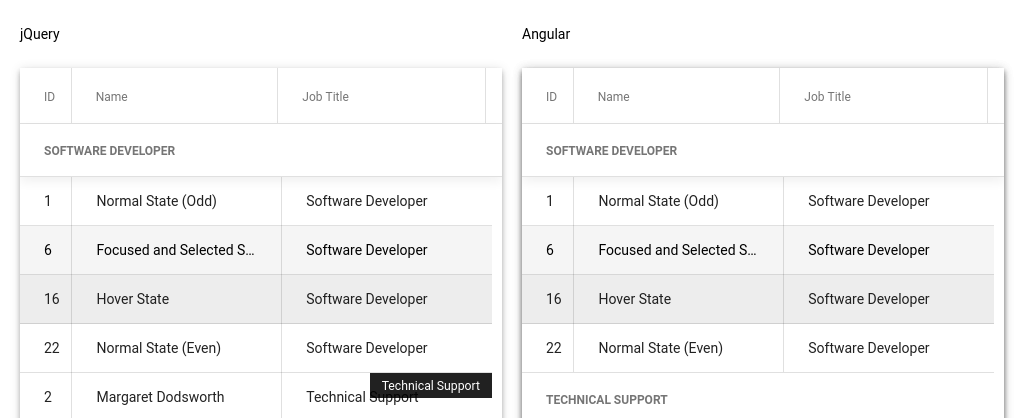 jQuery
ID Name Job Title
SOFTWARE DEVELOPER
1 Normal State (Odd) Software Developer
6 Focused and Selected S... Software Developer
16 Hover State Software Developer
22 Normal State (Even) Software Developer
Technical Support
2 Margaret Dodsworth Technical Support
Angular
ID Name Job Title
SOFTWARE DEVELOPER
1 Normal State (Odd) Software Developer
6 Focused and Selected S... Software Developer
16 Hover State Software Developer
22 Normal State (Even) Software Developer
TECHNICAL SUPPORT